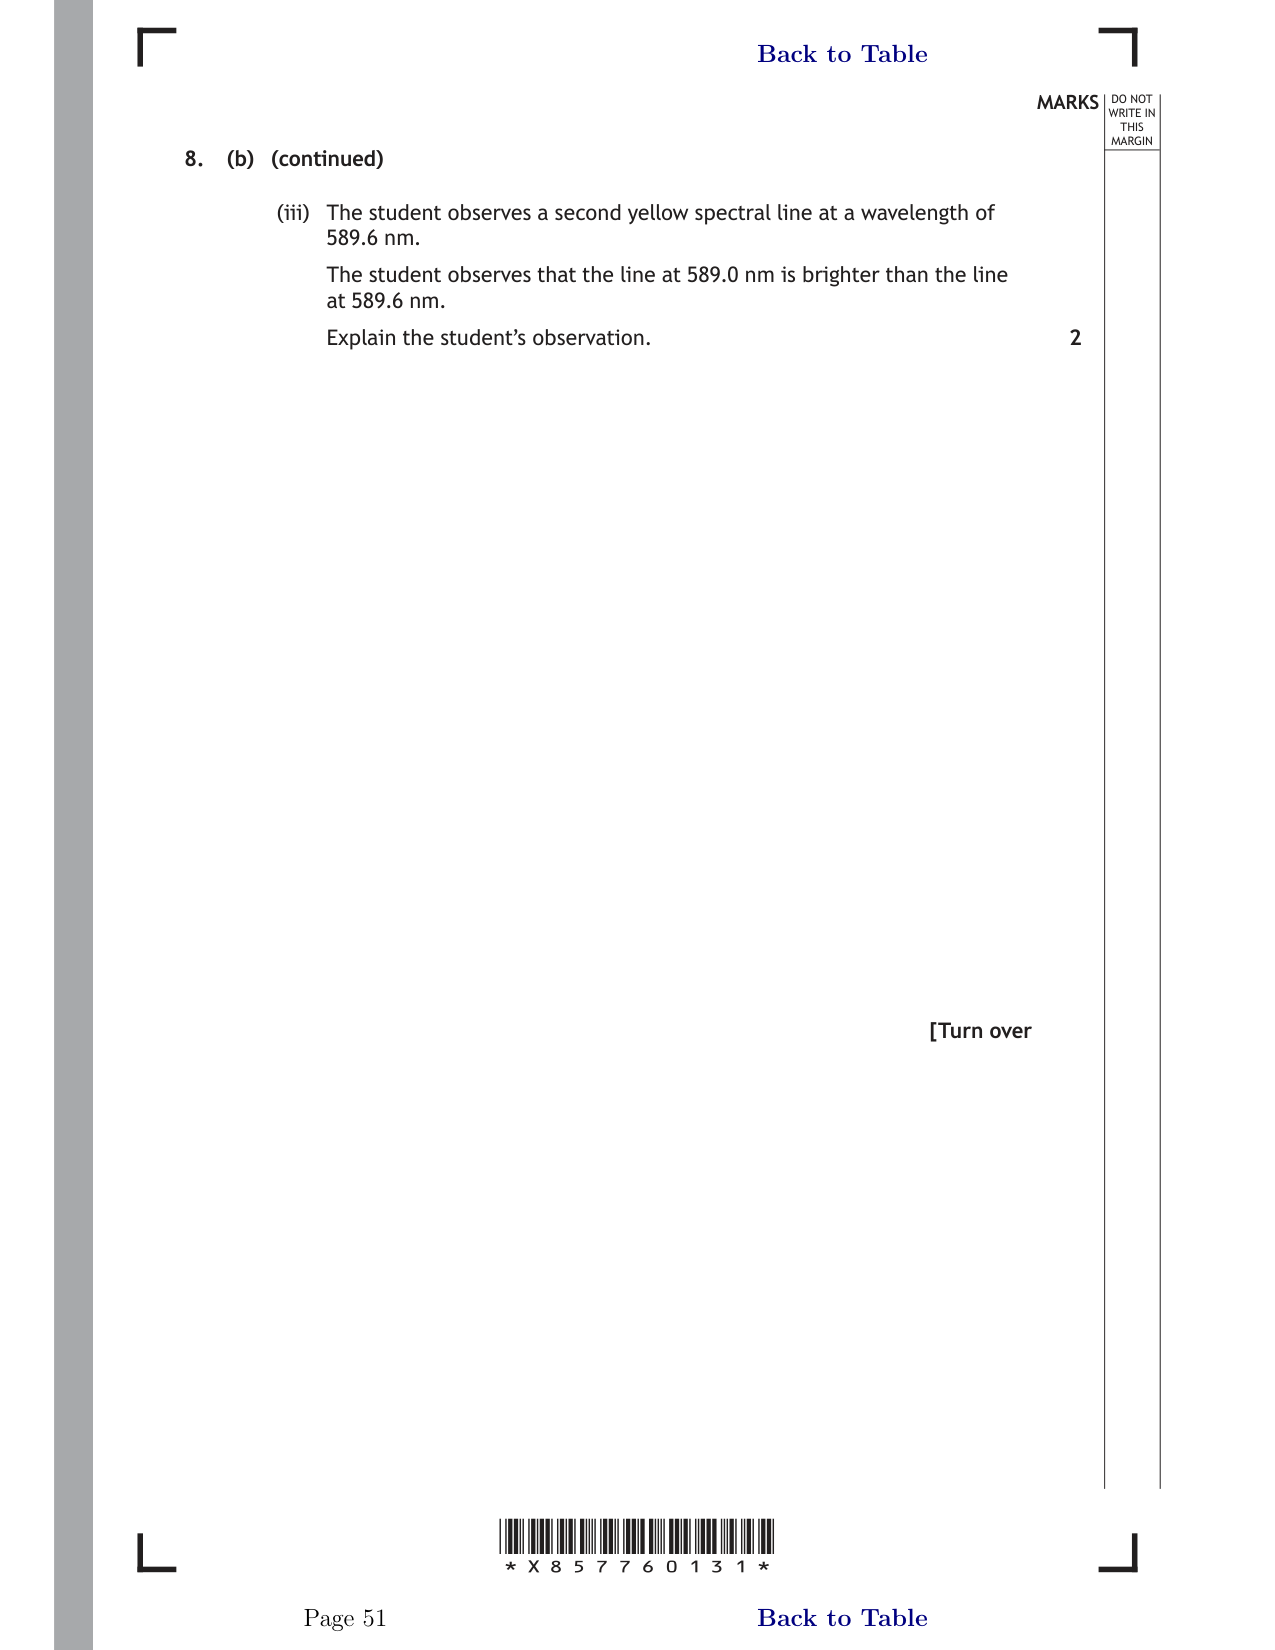 Back to Table
MARKS
DO NOT
WRITE IN
THIS
MARGIN
8. (b) (continued)
(iii) The student observes a second yellow spectral line at a wavelength of
589.6 nm.
The student observes that the line at 589.0 nm is brighter than the line
at 589.6 nm.
Explain the student’s observation. 2
[Turn over
*X857760131*
Page 51
Back to Table